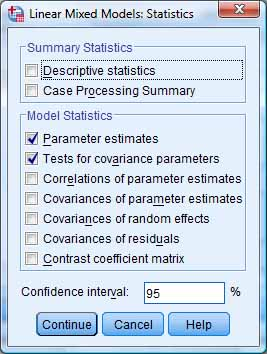 Linear Mixed Models: Statistics
Summary Statistics
Descriptive statistics
Case Processing Summary
Model Statistics
Parameter estimates
Tests for covariance parameters
Correlations of parameter estimates
Covariances of parameter estimates
Covariances of random effects
Covariances of residuals
Contrast coefficient matrix
Confidence interval: 95 %
Continue Cancel Help